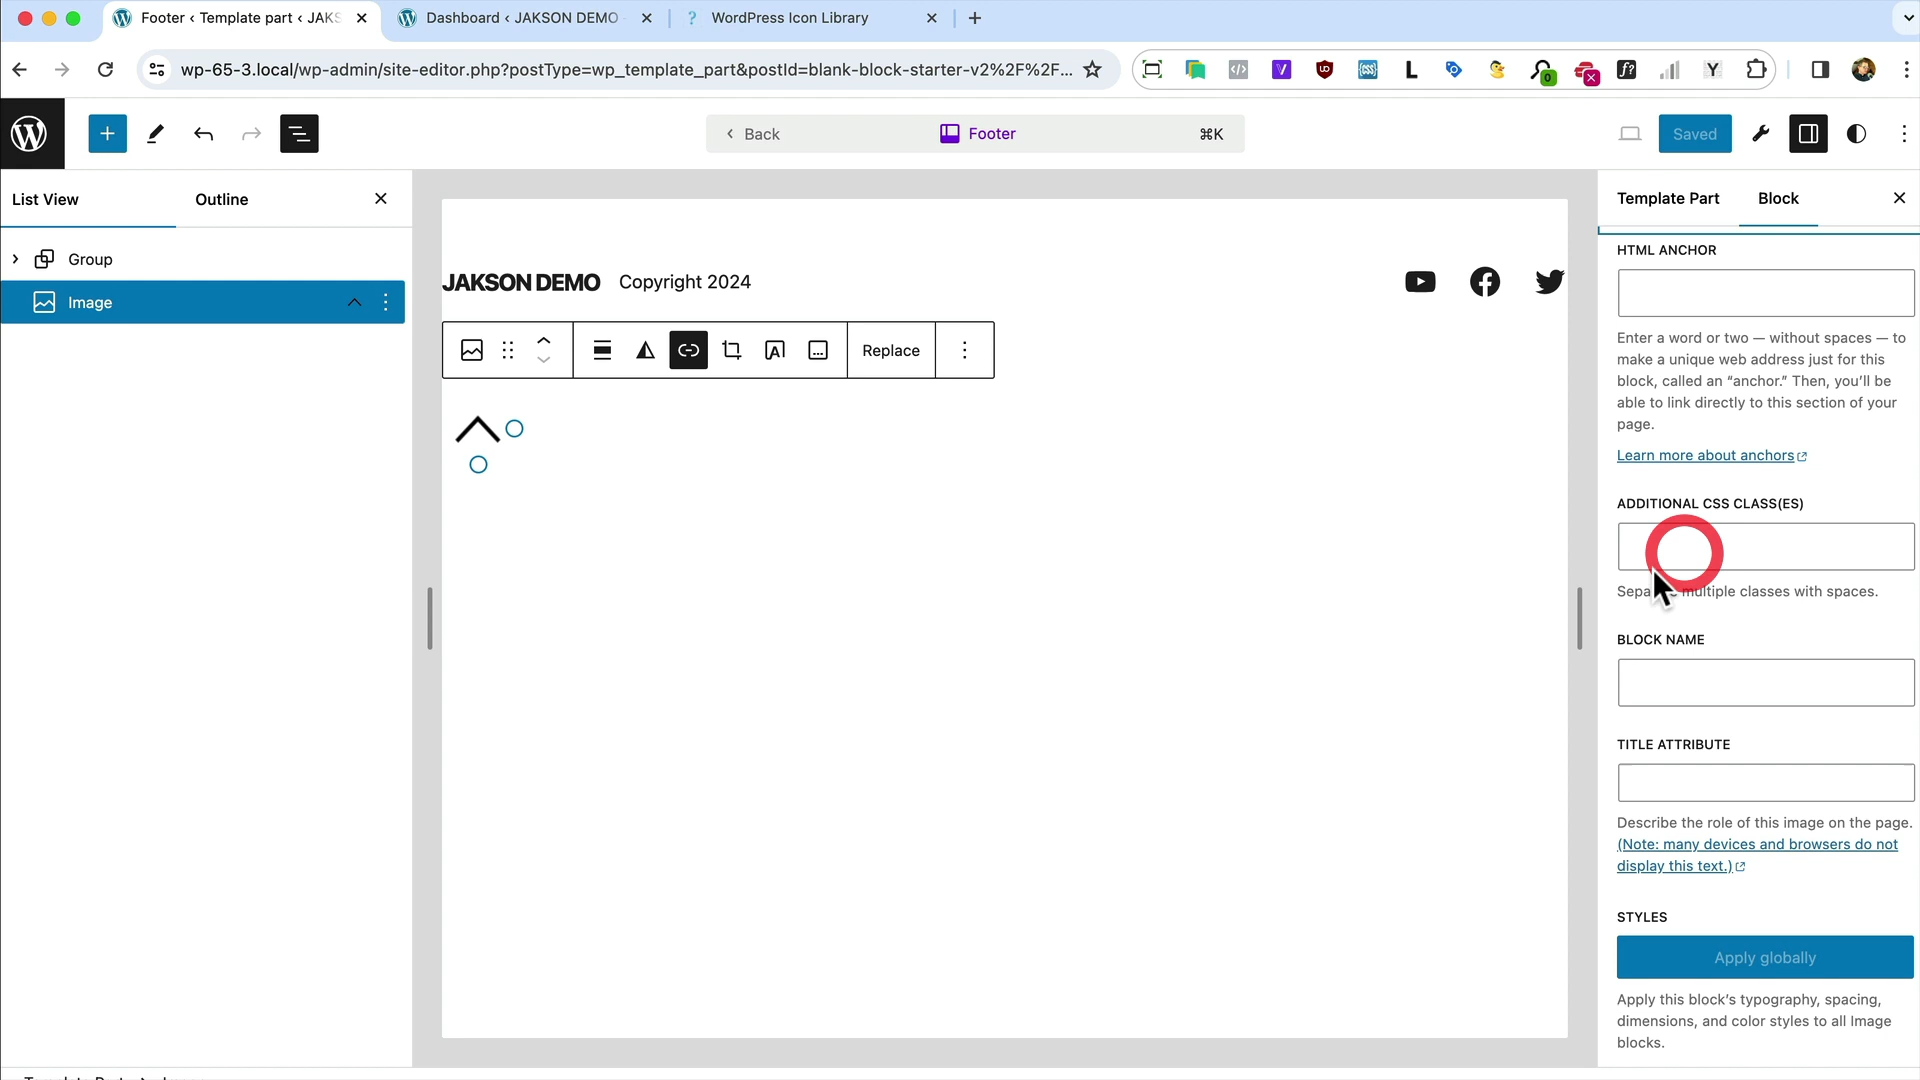 Footer ‹ Template part ‹ JAKS
Dashboard ‹ JAKSON DEMO
WordPress Icon Library
wp-65-3.local/wp-admin/site-editor.php?postType=wp_template_part&postId=blank-block-starter-v2%2F%2F...
Back
Footer
⌘K
Saved
List View
Outline
Template Part
Block
Group
Image
JAKSON DEMO
Copyright 2024
Replace
HTML ANCHOR
Enter a word or two — without spaces — to
make a unique web address just for this
block, called an “anchor.” Then, you’ll be
able to link directly to this section of your
page.
Learn more about anchors
ADDITIONAL CSS CLASS(ES)
multiple classes with spaces.
BLOCK NAME
TITLE ATTRIBUTE
Describe the role of this image on the page.
(Note: many devices and browsers do not
display this text.)
STYLES
Apply globally
Apply this block’s typography, spacing,
dimensions, and color styles to all Image
blocks.